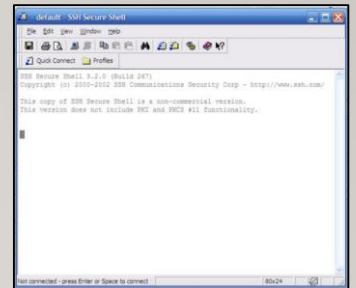 - default - SSH Secure Shell
File Edit View Window Help
Quick Connect Profiles
SSH Secure Shell 3.2.0 (Build 267)
Copyright (c) 2000-2002 SSH Communications Security Corp - http://www.ssh.com/
This copy of SSH Secure Shell is a non-commercial version.
This version does not include PKI and PKCS #11 functionality.
Not connected - press Enter or Space to connect
80x24